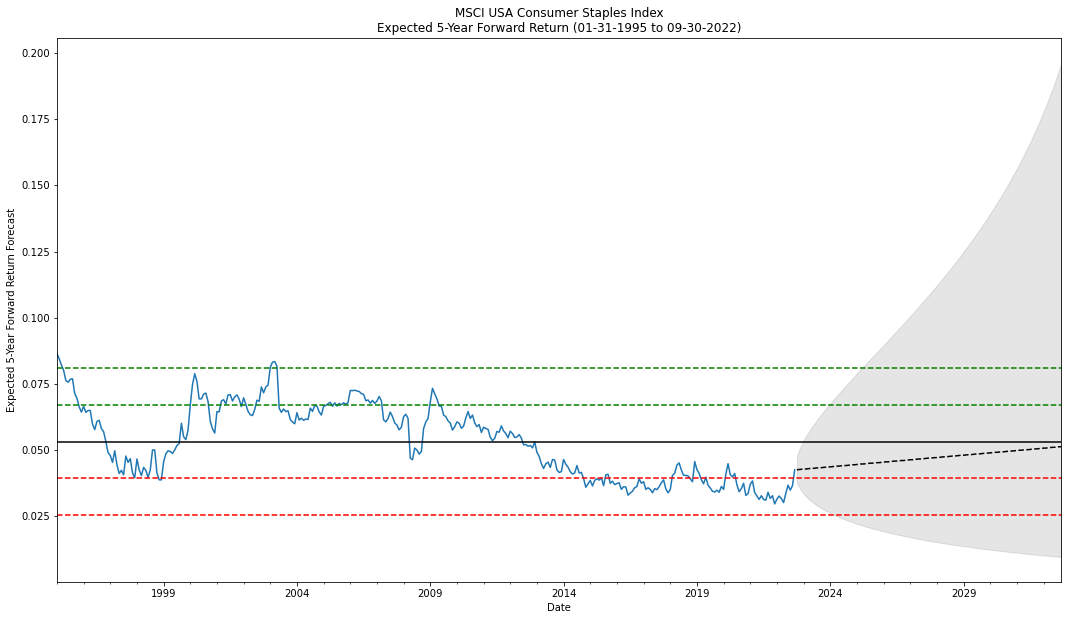 MSCI USA Consumer Staples Index
Expected 5-Year Forward Return (01-31-1995 to 09-30-2022)
Expected 5-Year Forward Return Forecast
0.200
0.175
0.150
0.125
0.100
0.075
0.050
0.025
1999 2004 2009 2014 2019 2024 2029
Date